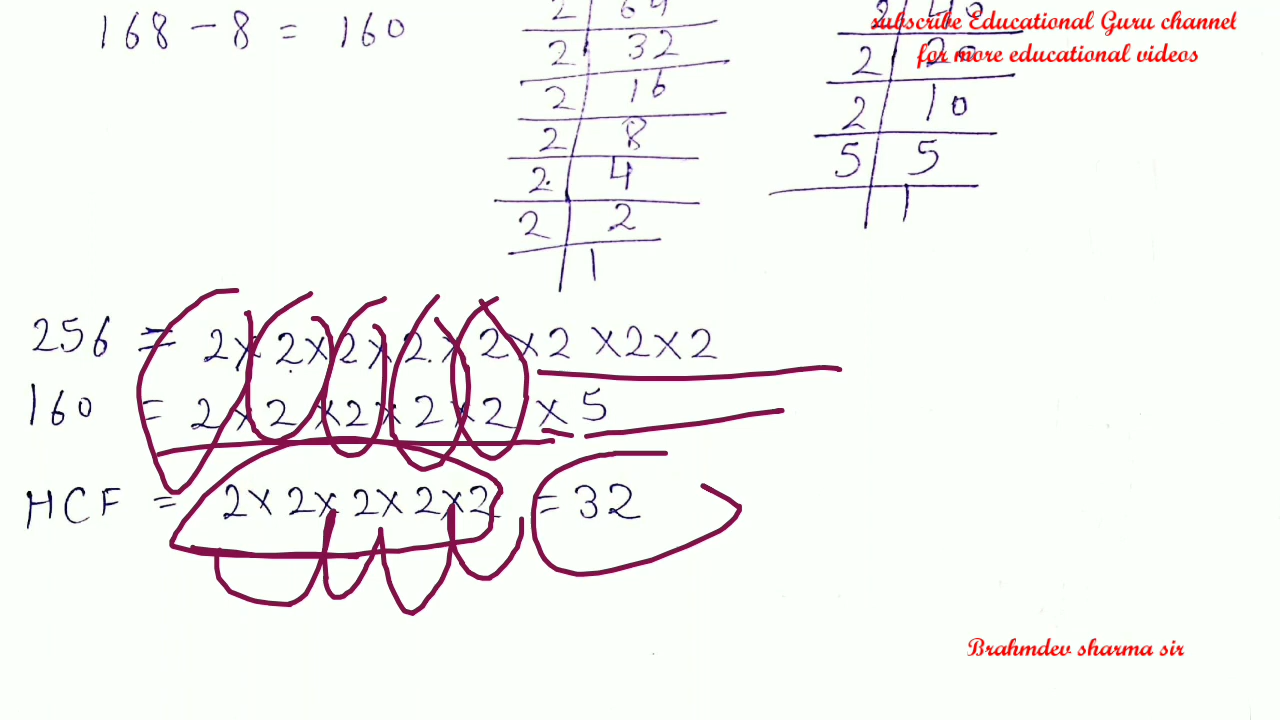 168 - 8 = 160
2 | 64
2 | 32
2 | 16
2 | 8
2. | 4
2 | 2
| 1
2 | 40
2 | 20
2 | 10
5 | 5
| 1
subscribe Educational Guru channel
for more educational videos
256 = 2 x 2 x 2 x 2 x 2 x 2 x 2 x 2
160 = 2 x 2 x 2 x 2 x 2 x 5
HCF = 2 x 2 x 2 x 2 x 2 = 32
Brahmdev sharma sir